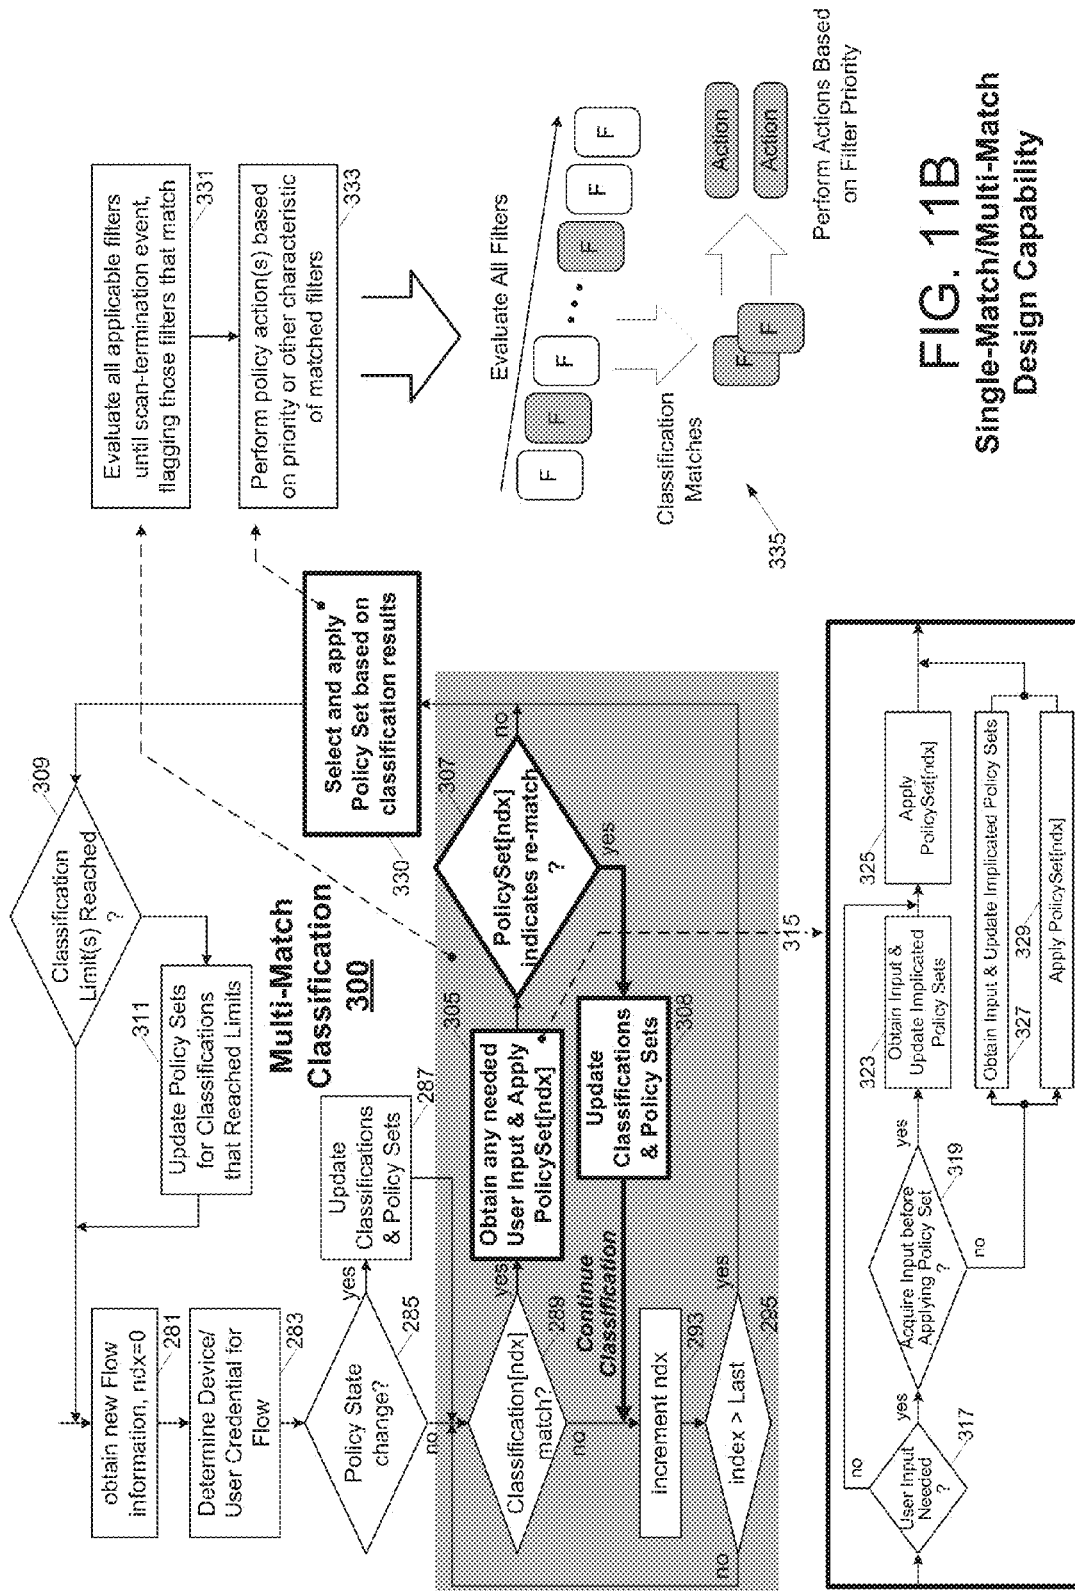 obtain new Flow
information, ndx=0
281
Determine Device/
User Credential for
Flow
283
Policy State
change?
285
yes
no
Update
Classifications
& Policy Sets
287
Classification[ndx]
match?
289
yes
no
increment ndx
293
index > Last
295
yes
no
Classification
Limit(s) Reached
?
309
311
Update Policy Sets
for Classifications
that Reached Limits
Multi-Match
Classification
300
305
Obtain any needed
User Input & Apply
PolicySet[ndx]
307
PolicySet[ndx]
indicates re-match
?
no
yes
Update
Classifications
& Policy Sets
308
Continue
Classification
Select and apply
Policy Set based on
classification results
330
315
Evaluate all applicable filters
until scan-termination event,
flagging those filters that match
331
Perform policy action(s) based
on priority or other characteristic
of matched filters
333
Evaluate All Filters
F
F
F
F
F
F
Classification
Matches
F
F
Action
Action
Perform Actions Based
on Filter Priority
335
User Input
Needed
?
317
yes
no
Acquire Input before
Applying Policy Set
?
319
yes
no
323
Obtain Input &
Update Implicated
Policy Sets
325
Apply
PolicySet[ndx]
Obtain Input & Update Implicated Policy Sets
327
329
Apply PolicySet[ndx]
FIG. 11B
Single-Match/Multi-Match
Design Capability